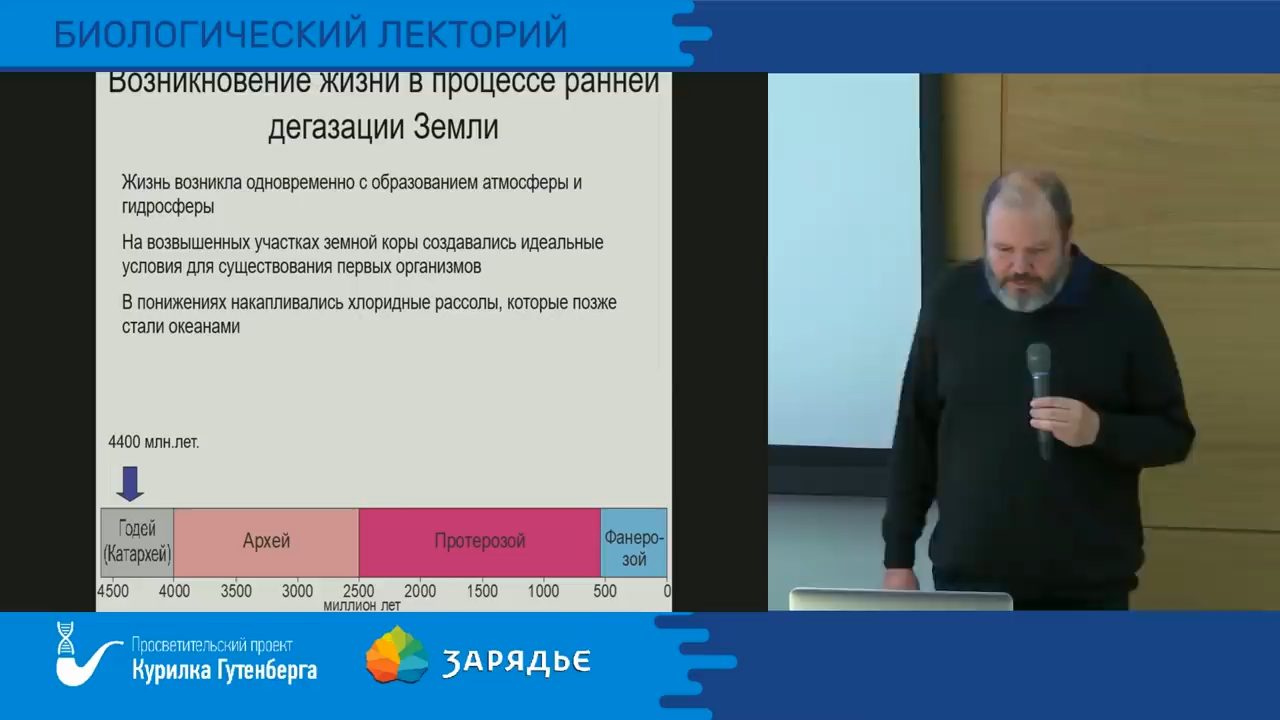 БИОЛОГИЧЕСКИЙ ЛЕКТОРИЙ
Возникновение жизни в процессе ранней
дегазации Земли
Жизнь возникла одновременно с образованием атмосферы и
гидросферы
На возвышенных участках земной коры создавались идеальные
условия для существования первых организмов
В понижениях накапливались хлоридные рассолы, которые позже
стали океанами
4400 млн.лет.
Годей
(Катархей)
Архей
Протерозой
Фанеро-
зой
4500 4000 3500 3000 2500 2000 1500 1000 500 0
миллион лет
Просветительский проект
Курилка Гутенберга
ЗАРЯДЬЕ